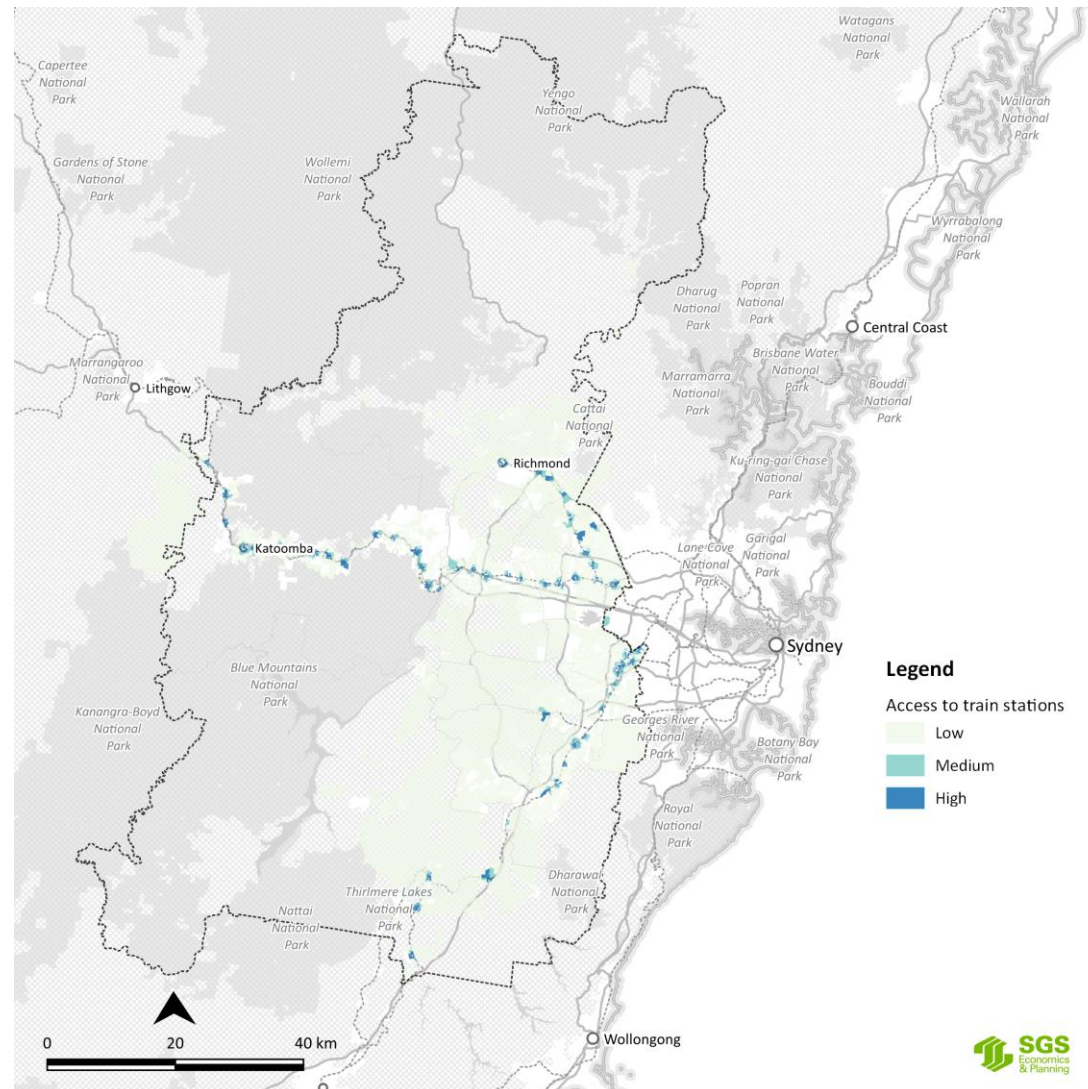 Watagans
National
Park
Capertee
National
Park
Yengo
National
Park
Wallarah
National
Park
Gardens of Stone
National
Park
Wollemi
National
Park
Wyrrabalong
National
Park
Dharug
National
Park
Popran
National
Park
Central Coast
Brisbane Water
National
Park
Marrangaroo
National
Park
Lithgow
Marramarra
National
Park
Bouddi
National
Park
Cattai
National
Park
Richmond
Ku-ring-gai Chase
National
Park
Katoomba
Lane Cove
National
Park
Garigal
National
Park
Sydney
Blue Mountains
National
Park
Kanangra-Boyd
National
Park
Georges River
National
Park
Botany Bay
National
Park
Legend
Access to train stations
Low
Medium
High
Royal
National
Park
Thirlmere Lakes
National
Park
Dharawal
National
Park
Nattai
National
Park
Wollongong
0 20 40 km
SGS
Economics
& Planning